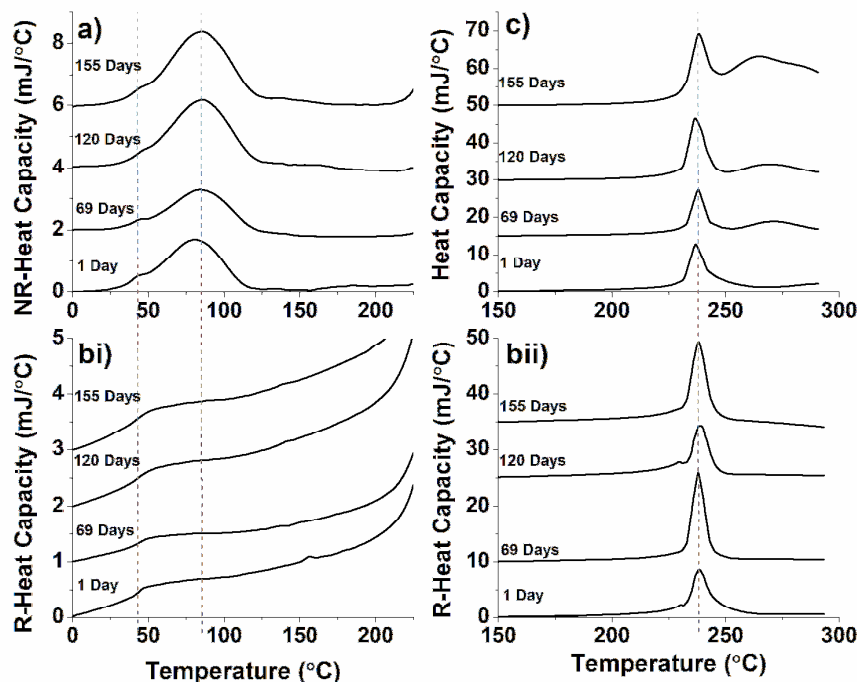 a)
NR-Heat Capacity (mJ/°C)
8
6
4
2
0
155 Days
120 Days
69 Days
1 Day
0 50 100 150 200
c)
Heat Capacity (mJ/°C)
70
60
50
40
30
20
10
0
155 Days
120 Days
69 Days
1 Day
150 200 250 300
bi)
R-Heat Capacity (mJ/°C)
5
4
3
2
1
0
155 Days
120 Days
69 Days
1 Day
0 50 100 150 200
Temperature (°C)
bii)
R-Heat Capacity (mJ/°C)
50
40
30
20
10
0
155 Days
120 Days
69 Days
1 Day
150 200 250 300
Temperature (°C)